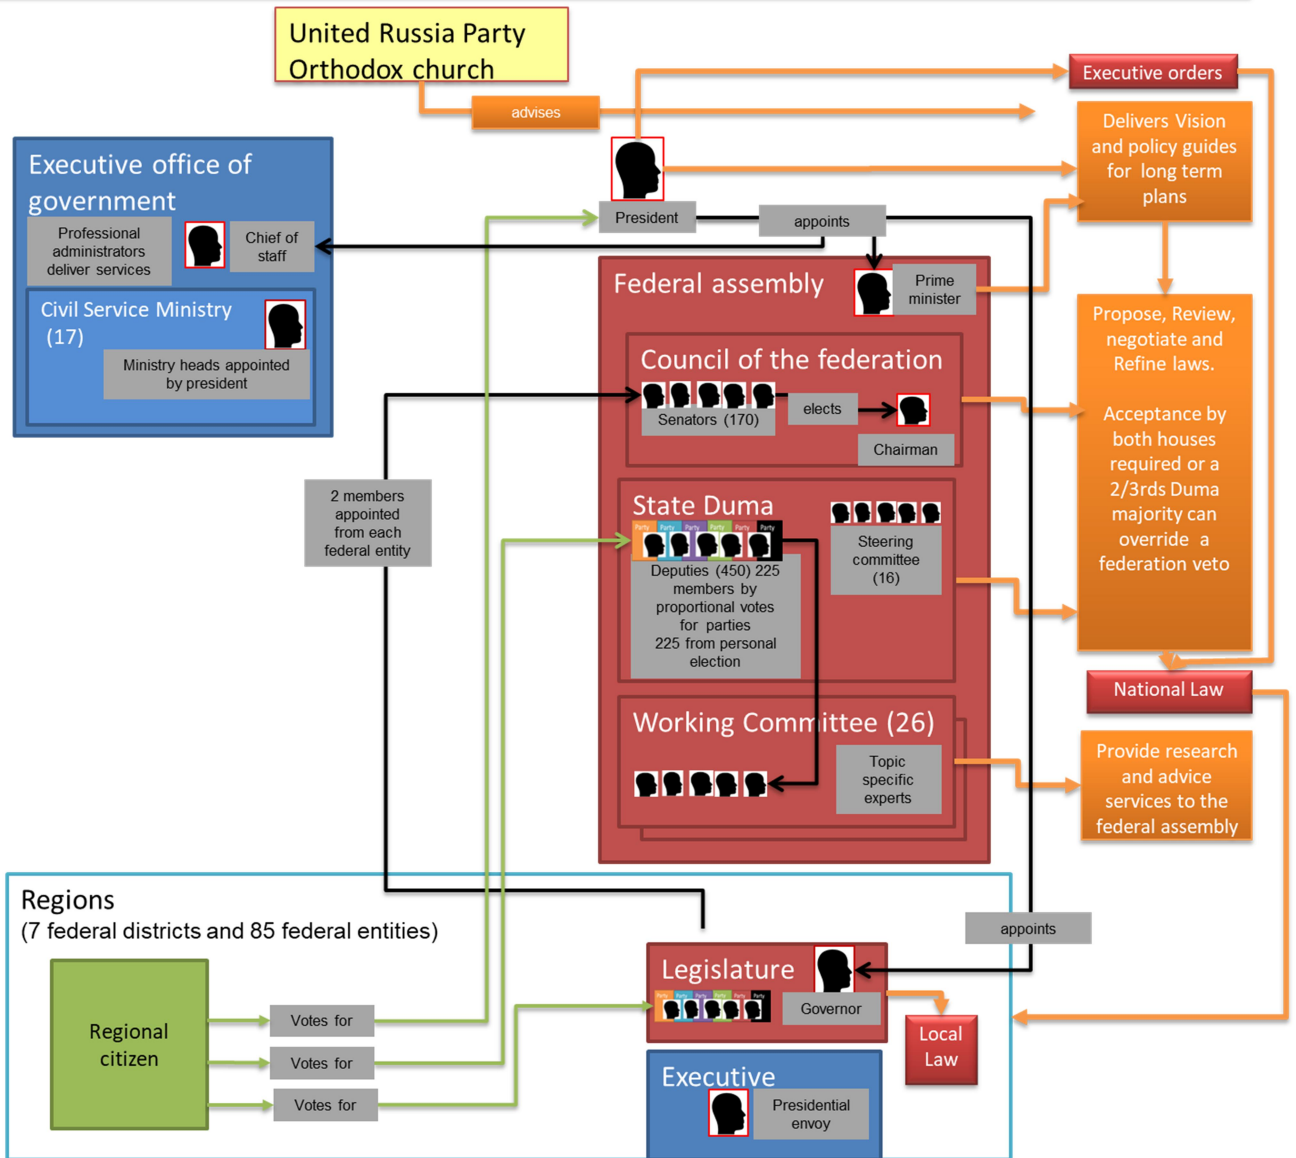 United Russia Party
Orthodox church
advises
Executive orders
Delivers Vision
and policy guides
for long term
plans
Executive office of
government
Professional
administrators
deliver services
Chief of
staff
Civil Service Ministry
(17)
Ministry heads appointed
by president
President
appoints
Federal assembly
Prime
minister
Council of the federation
Senators (170)
elects
Chairman
Propose, Review,
negotiate and
Refine laws.
Acceptance by
both houses
required or a
2/3rds Duma
majority can
override a
federation veto
2 members
appointed
from each
federal entity
State Duma
Party Party Party Party Party Party
Deputies (450) 225
members by
proportional votes
for parties
225 from personal
election
Steering
committee
(16)
National Law
Working Committee (26)
Topic
specific
experts
Provide research
and advice
services to the
federal assembly
Regions
(7 federal districts and 85 federal entities)
appoints
Regional
citizen
Votes for
Votes for
Votes for
Legislature
Party Party Party Party Party Party
Governor
Local
Law
Executive
Presidential
envoy